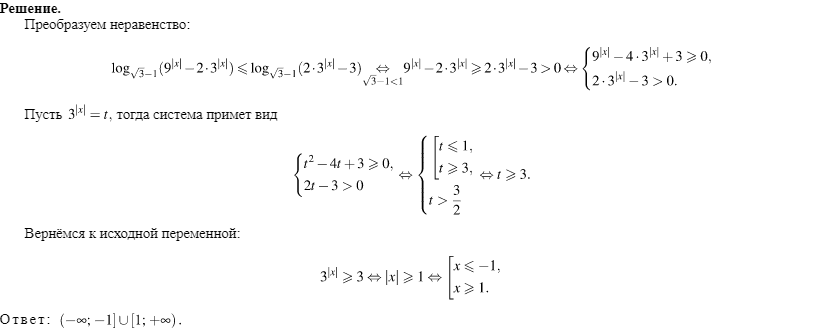 Решение.
Преобразуем неравенство:
log_{√3−1}(9^{|x|} − 2·3^{|x|}) ⩽ log_{√3−1}(2·3^{|x|} − 3) ⇔_{√3−1<1} 9^{|x|} − 2·3^{|x|} ⩾ 2·3^{|x|} − 3 > 0 ⇔ { 9^{|x|} − 4·3^{|x|} + 3 ⩾ 0, 2·3^{|x|} − 3 > 0.
Пусть 3^{|x|} = t, тогда система примет вид
{ t² − 4t + 3 ⩾ 0, 2t − 3 > 0 ⇔ { [ t ⩽ 1, t ⩾ 3, t > 3/2 ⇔ t ⩾ 3.
Вернёмся к исходной переменной:
3^{|x|} ⩾ 3 ⇔ |x| ⩾ 1 ⇔ [ x ⩽ −1, x ⩾ 1.
Ответ: (−∞; −1] ∪ [1; +∞).